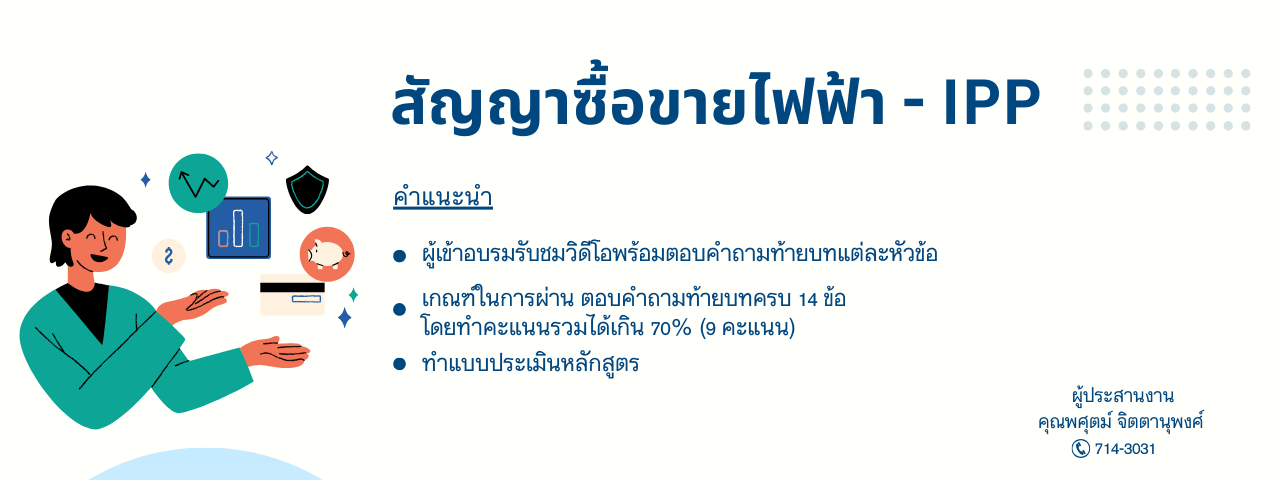 สัญญาซื้อขายไฟฟ้า - IPP
คำแนะนำ
ผู้เข้าอบรมรับชมวิดีโอพร้อมตอบคำถามท้ายบทแต่ละหัวข้อ
เกณฑ์ในการผ่าน ตอบคำถามท้ายบทครบ 14 ข้อ
โดยทำคะแนนรวมได้เกิน 70% (9 คะแนน)
ทำแบบประเมินหลักสูตร
ผู้ประสานงาน
คุณพศุตม์ จิตตานุพงศ์
714-3031